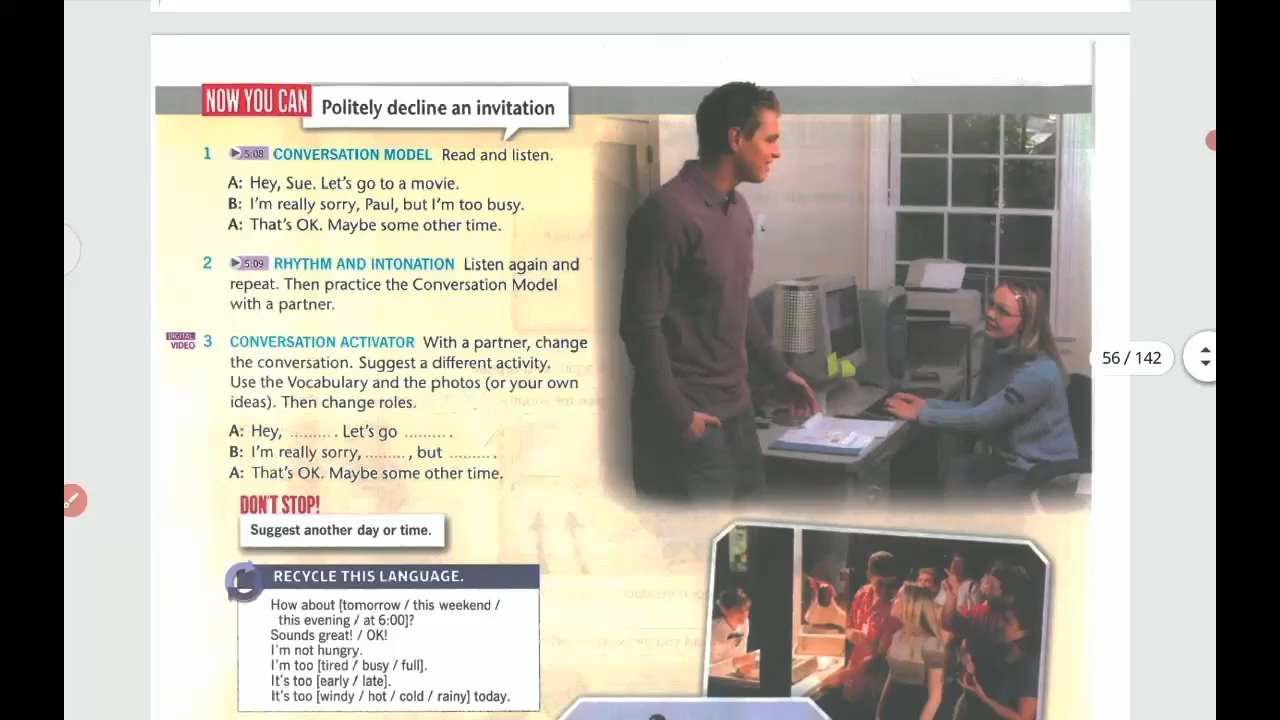 NOW YOU CAN Politely decline an invitation
1 5:08 CONVERSATION MODEL Read and listen.
A: Hey, Sue. Let's go to a movie.
B: I'm really sorry, Paul, but I'm too busy.
A: That's OK. Maybe some other time.
2 5:09 RHYTHM AND INTONATION Listen again and
repeat. Then practice the Conversation Model
with a partner.
DIGITAL
VIDEO
3 CONVERSATION ACTIVATOR With a partner, change
the conversation. Suggest a different activity.
Use the Vocabulary and the photos (or your own
ideas). Then change roles.
A: Hey, ......... . Let's go ......... .
B: I'm really sorry, ......... , but ......... .
A: That's OK. Maybe some other time.
DON'T STOP!
Suggest another day or time.
RECYCLE THIS LANGUAGE.
How about [tomorrow / this weekend /
this evening / at 6:00]?
Sounds great! / OK!
I'm not hungry.
I'm too [tired / busy / full].
It's too [early / late].
It's too [windy / hot / cold / rainy] today.
56 / 142